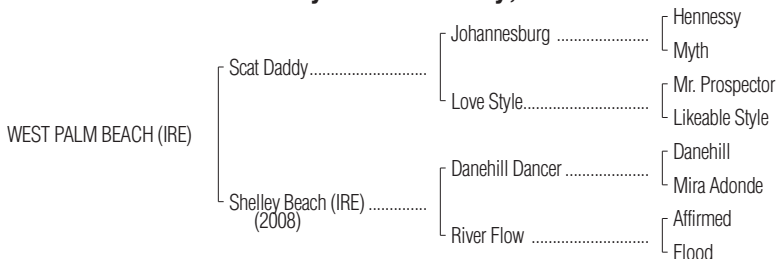 Hennessy
Johannesburg ......................
Myth
Scat Daddy............................
Mr. Prospector
Love Style..............................
Likeable Style
WEST PALM BEACH (IRE)
Danehill
Danehill Dancer ....................
Mira Adonde
Shelley Beach (IRE) ..............
(2008)
Affirmed
River Flow ............................
Flood